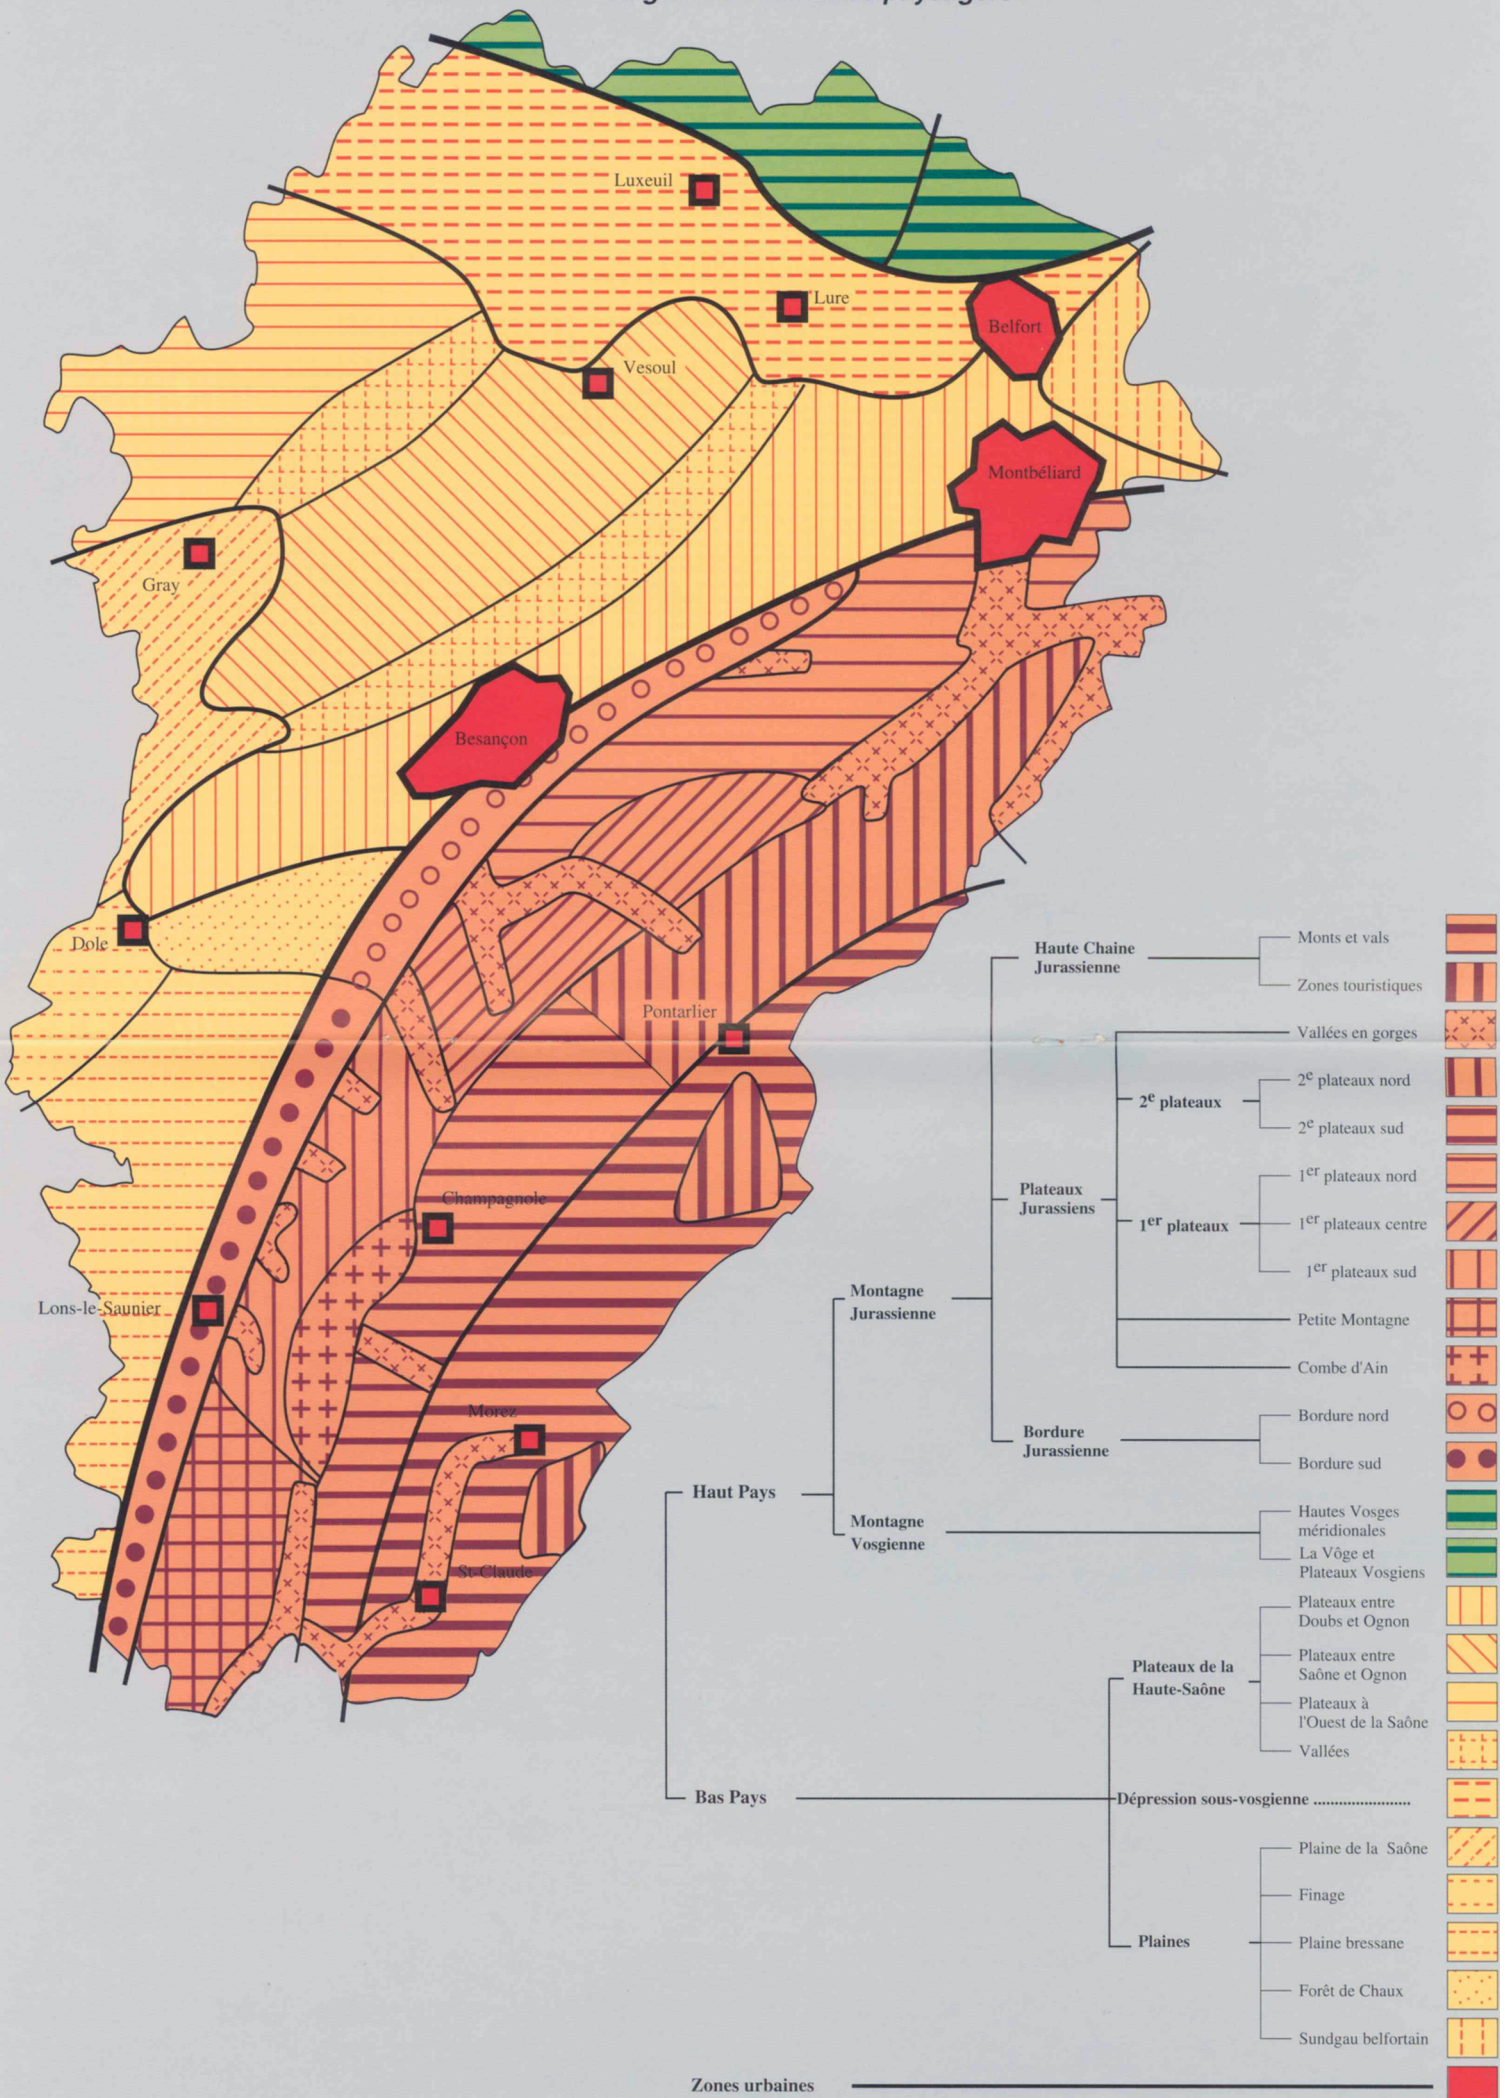 Luxeuil
Lure
Belfort
Vesoul
Montbéliard
Gray
Besançon
Dole
Pontarlier
Champagnole
Lons-le-Saunier
Morez
St-Claude
Haut Pays
Montagne
Jurassienne
Haute Chaine
Jurassienne
Monts et vals
Zones touristiques
Plateaux
Jurassiens
Vallées en gorges
2e plateaux
2e plateaux nord
2e plateaux sud
1er plateaux
1er plateaux nord
1er plateaux centre
1er plateaux sud
Petite Montagne
Combe d'Ain
Bordure
Jurassienne
Bordure nord
Bordure sud
Montagne
Vosgienne
Hautes Vosges
méridionales
La Vôge et
Plateaux Vosgiens
Bas Pays
Plateaux de la
Haute-Saône
Plateaux entre
Doubs et Ognon
Plateaux entre
Saône et Ognon
Plateaux à
l'Ouest de la Saône
Vallées
Dépression sous-vosgienne .......................
Plaines
Plaine de la Saône
Finage
Plaine bressane
Forêt de Chaux
Sundgau belfortain
Zones urbaines